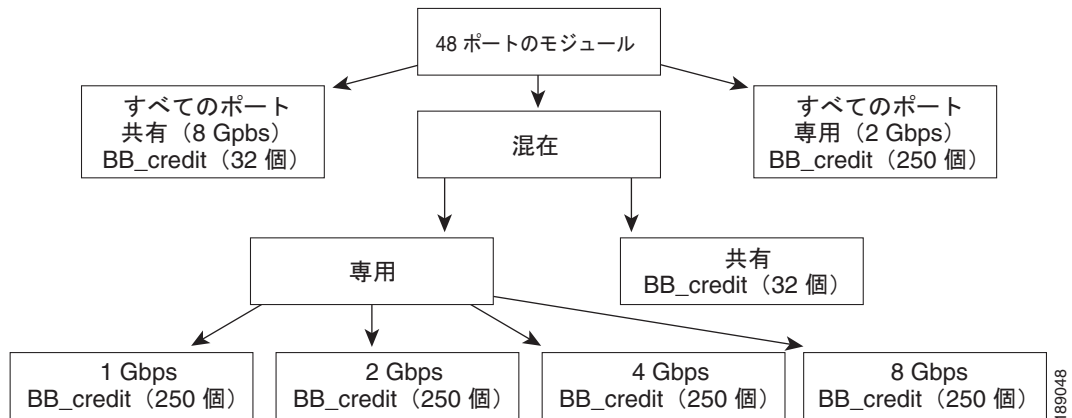 48 ポートのモジュール
すべてのポート
共有（8 Gpbs）
BB_credit（32 個）
混在
すべてのポート
専用（2 Gbps）
BB_credit（250 個）
専用
共有
BB_credit（32 個）
1 Gbps
BB_credit（250 個）
2 Gbps
BB_credit（250 個）
4 Gbps
BB_credit（250 個）
8 Gbps
BB_credit（250 個）
189048